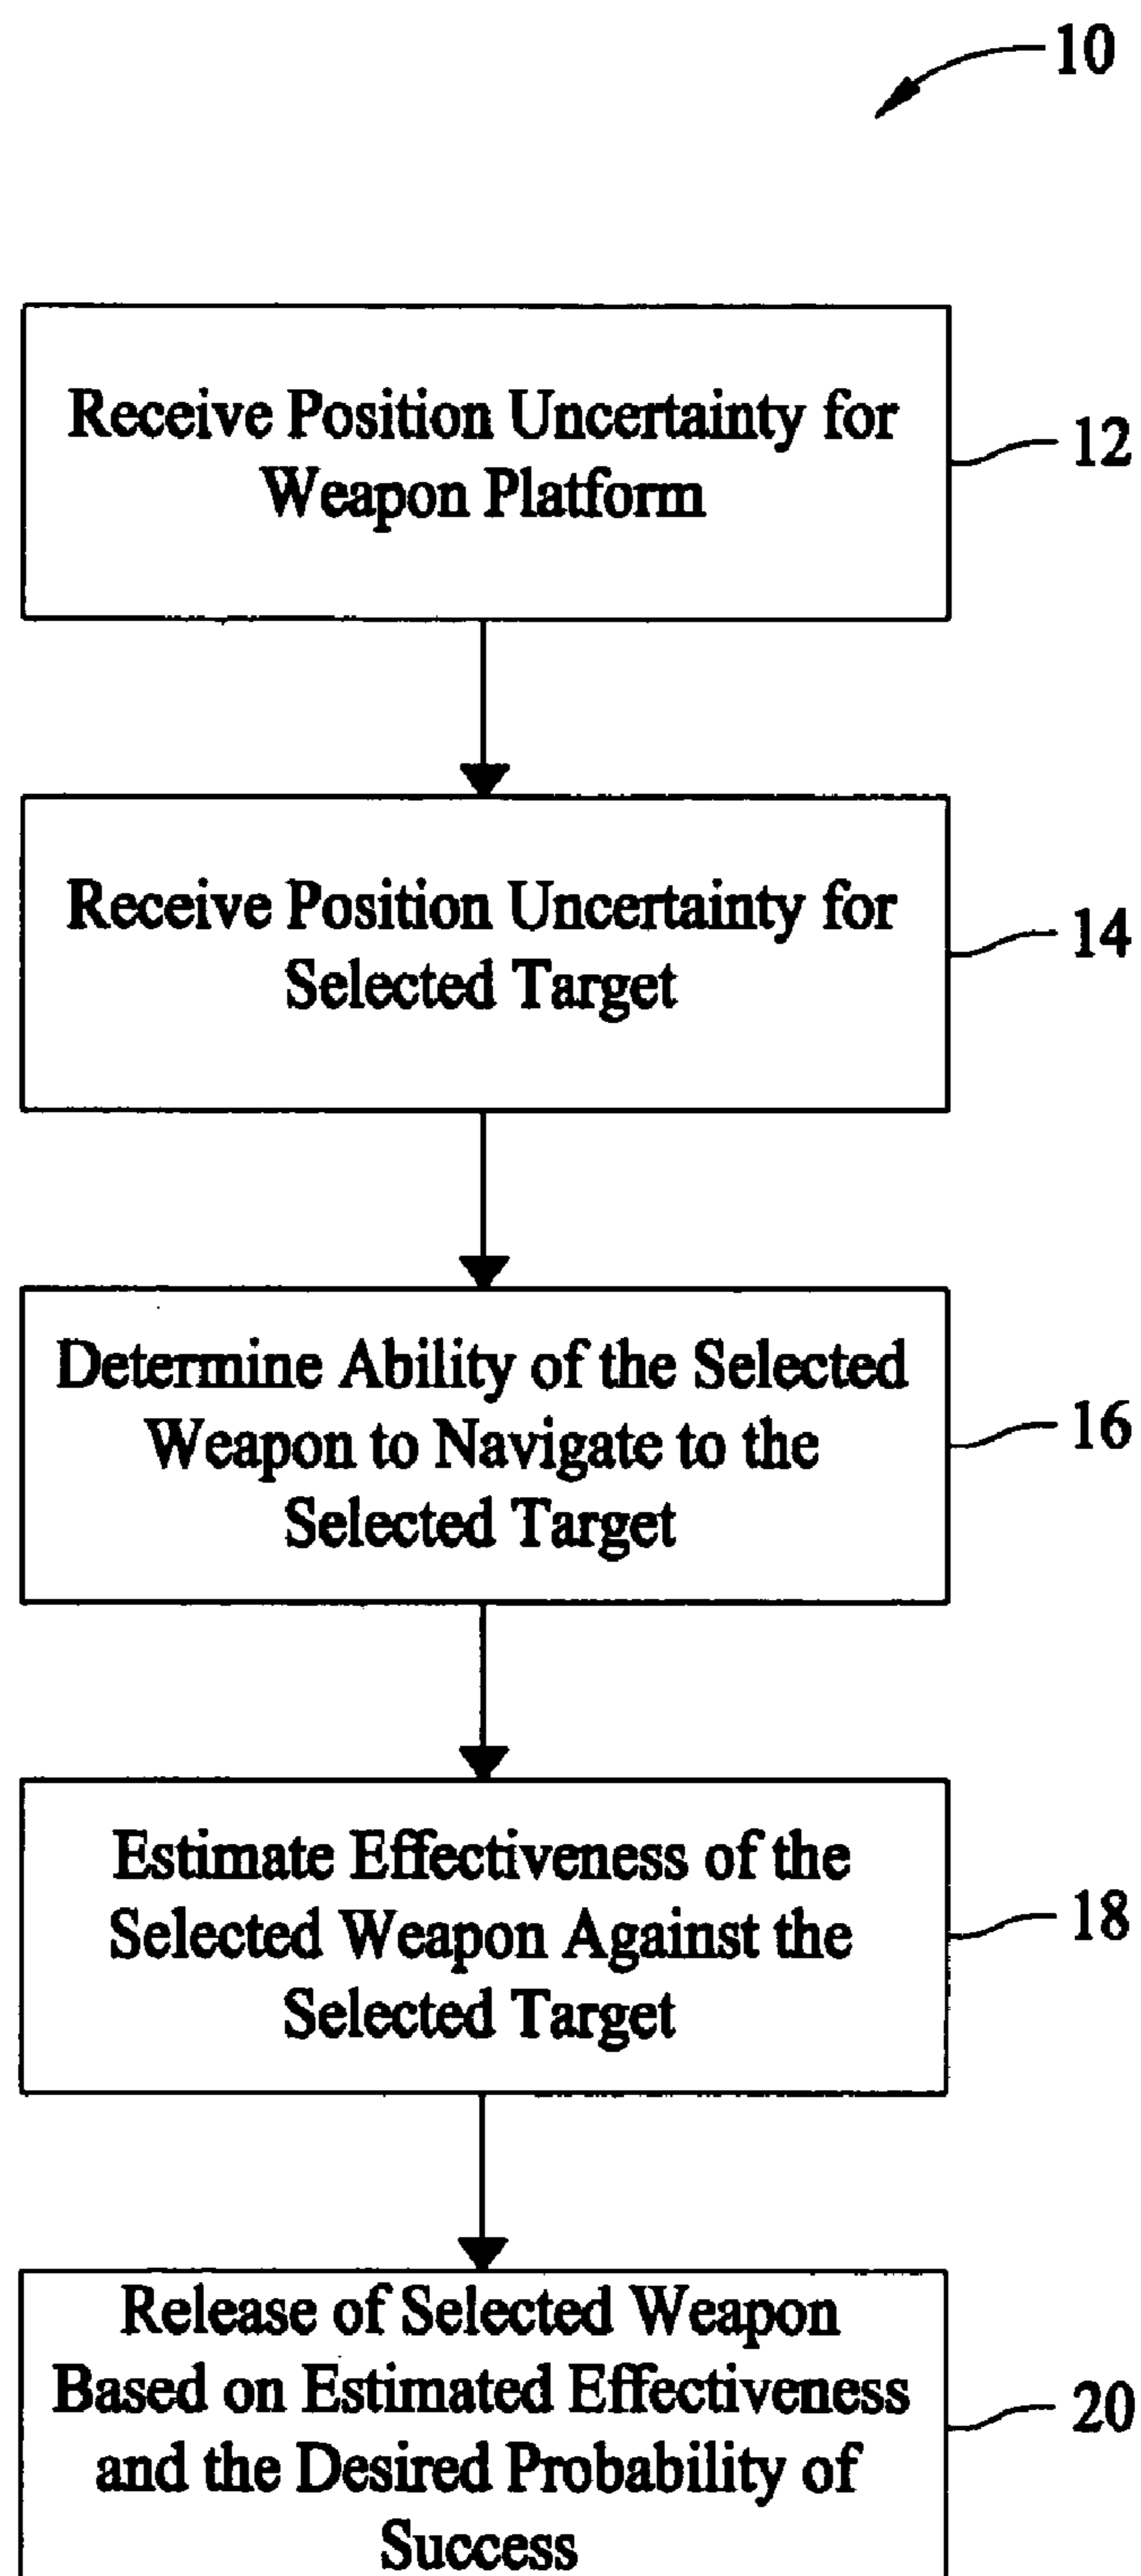 10
Receive Position Uncertainty for
Weapon Platform
12
Receive Position Uncertainty for
Selected Target
14
Determine Ability of the Selected
Weapon to Navigate to the
Selected Target
16
Estimate Effectiveness of the
Selected Weapon Against the
Selected Target
18
Release of Selected Weapon
Based on Estimated Effectiveness
and the Desired Probability of
Success
20